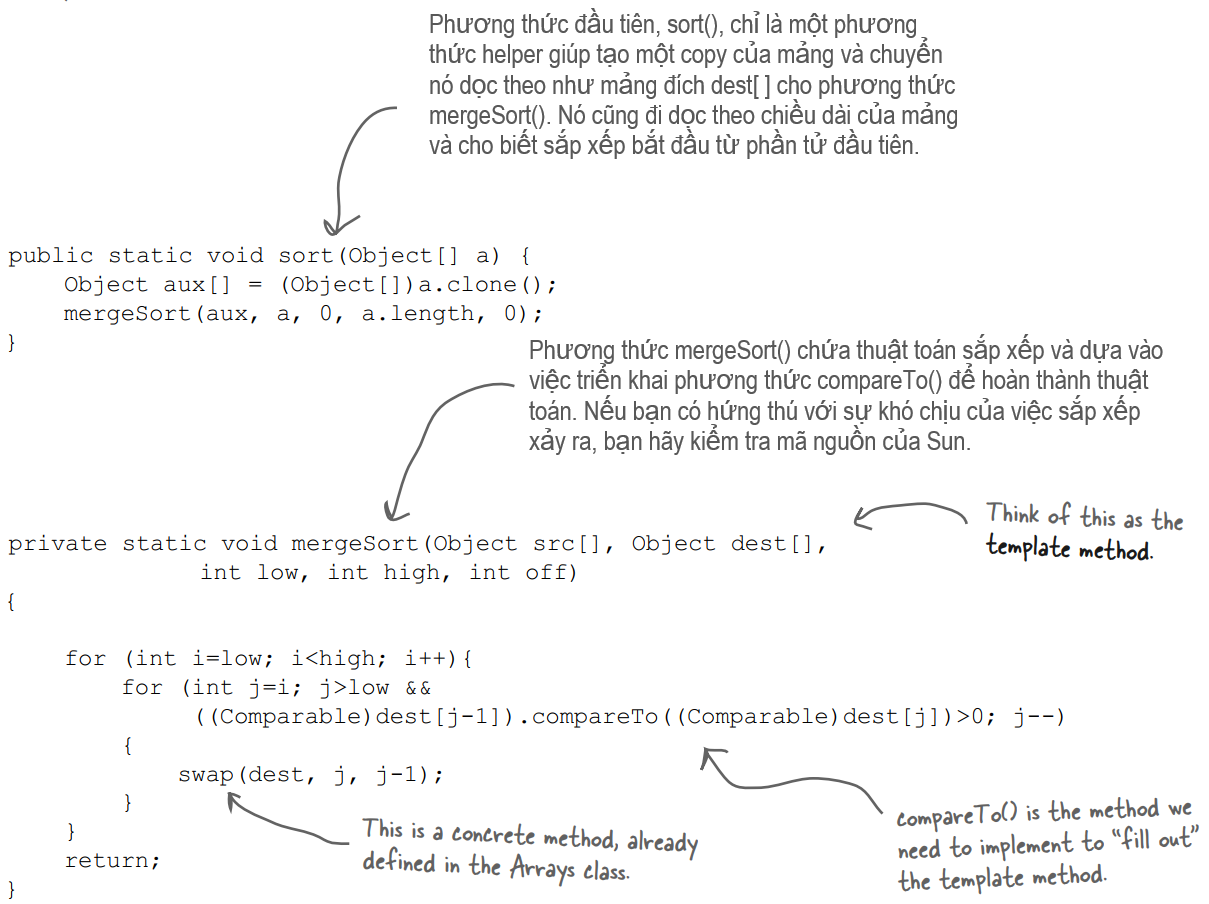 Phương thức đầu tiên, sort(), chỉ là một phương
thức helper giúp tạo một copy của mảng và chuyển
nó dọc theo như mảng đích dest[ ] cho phương thức
mergeSort(). Nó cũng đi dọc theo chiều dài của mảng
và cho biết sắp xếp bắt đầu từ phần tử đầu tiên.
public static void sort(Object[] a) {
Object aux[] = (Object[])a.clone();
mergeSort(aux, a, 0, a.length, 0);
}
Phương thức mergeSort() chứa thuật toán sắp xếp và dựa vào
việc triển khai phương thức compareTo() để hoàn thành thuật
toán. Nếu bạn có hứng thú với sự khó chịu của việc sắp xếp
xảy ra, bạn hãy kiểm tra mã nguồn của Sun.
Think of this as the
template method.
private static void mergeSort(Object src[], Object dest[],
int low, int high, int off)
{
for (int i=low; i<high; i++){
for (int j=i; j>low &&
((Comparable)dest[j-1]).compareTo((Comparable)dest[j])>0; j--)
{
swap(dest, j, j-1);
}
}
return;
}
This is a concrete method, already
defined in the Arrays class.
compareTo() is the method we
need to implement to “fill out”
the template method.